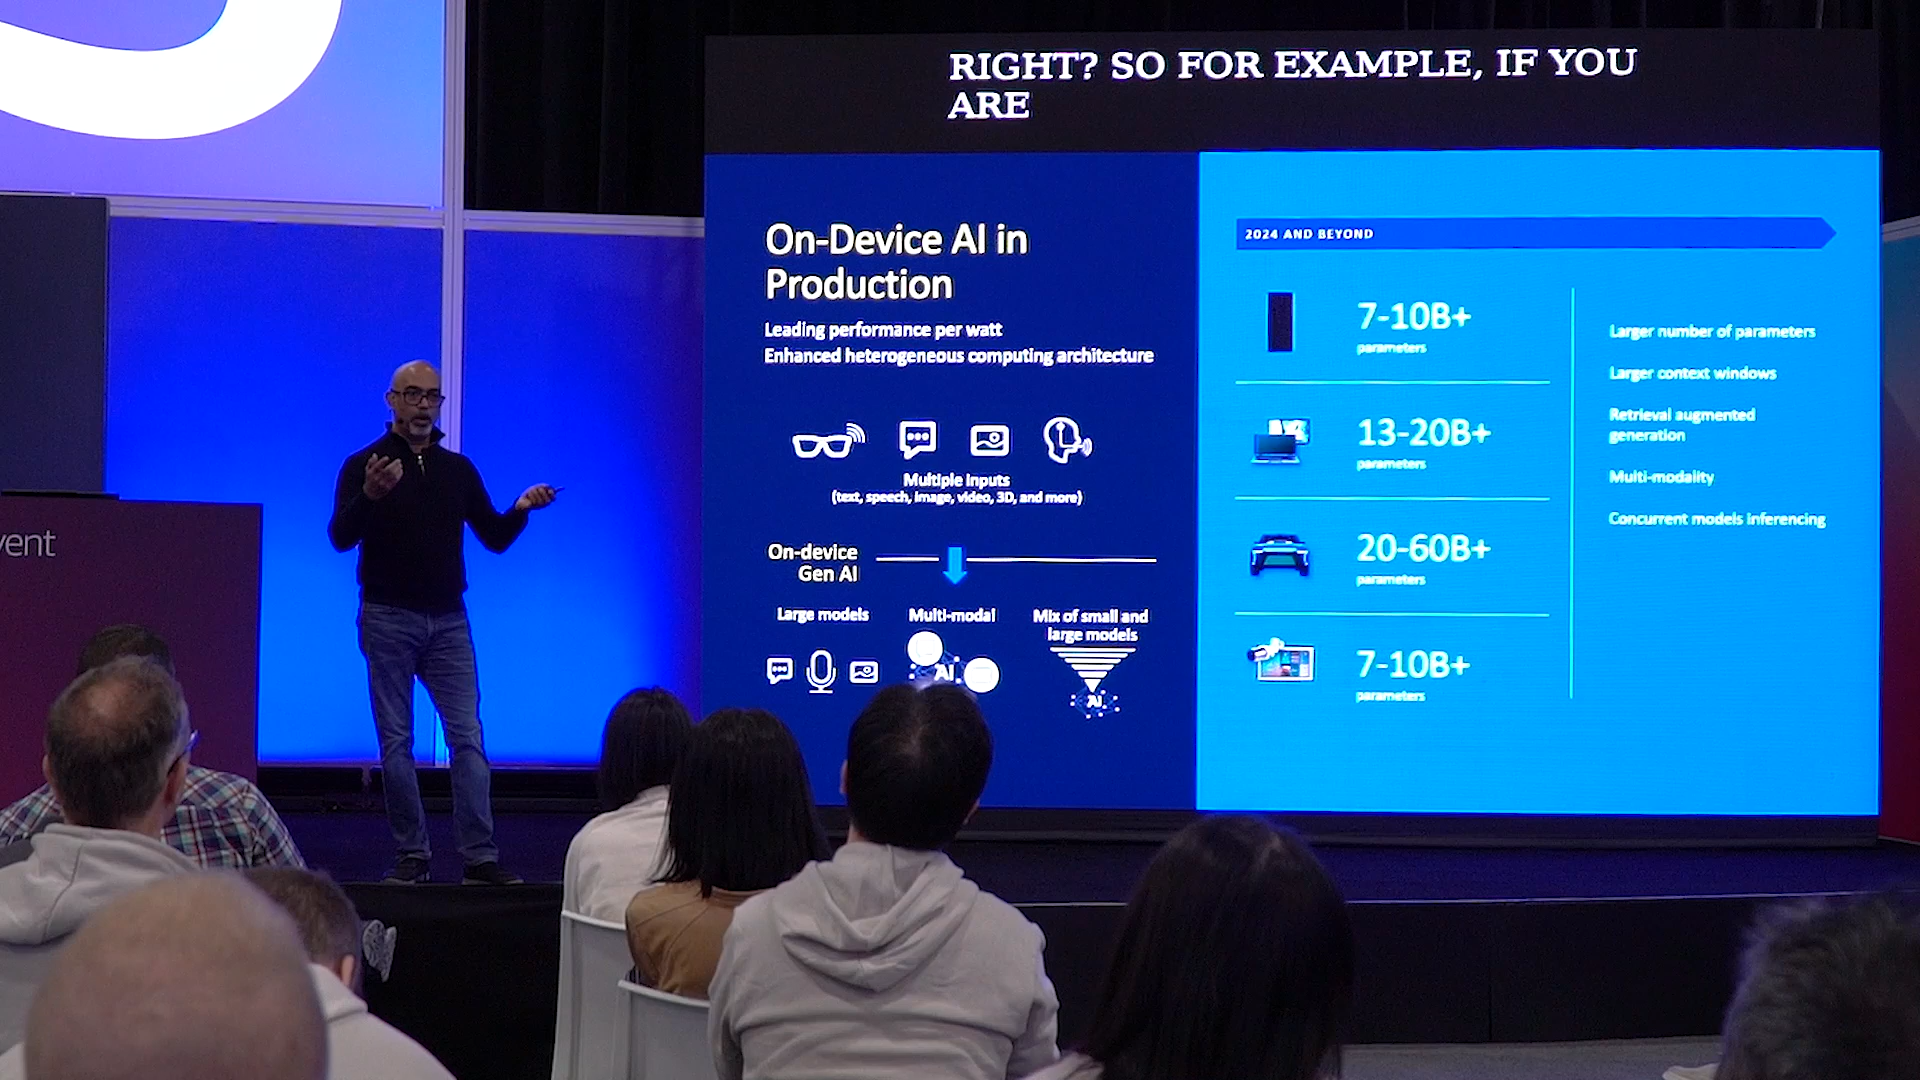 RIGHT? SO FOR EXAMPLE, IF YOU
ARE
On-Device AI in
Production
Leading performance per watt
Enhanced heterogeneous computing architecture
Multiple inputs
(text, speech, image, video, 3D, and more)
On-device
Gen AI
Large models
Multi-modal
Mix of small and
large models
AI
AI
2024 AND BEYOND
7-10B+
parameters
13-20B+
parameters
20-60B+
parameters
7-10B+
parameters
Larger number of parameters
Larger context windows
Retrieval augmented
generation
Multi-modality
Concurrent models inferencing